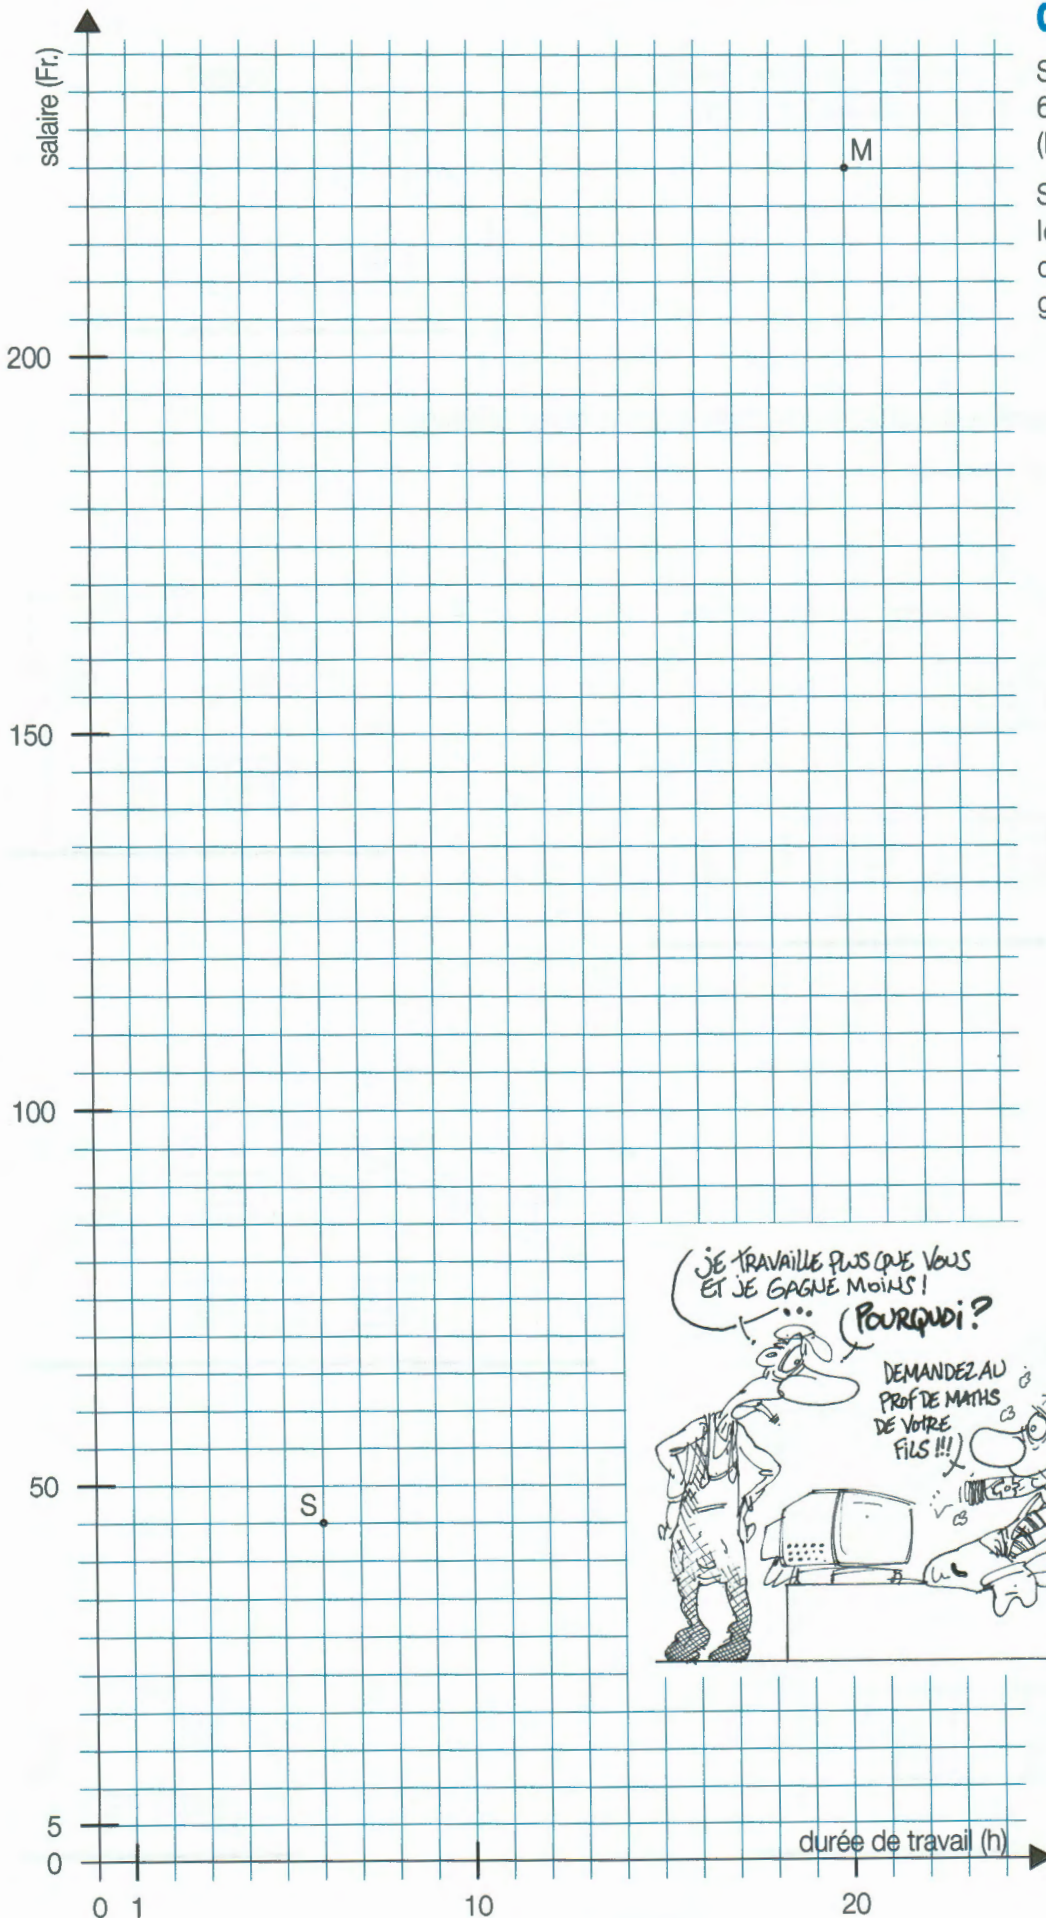 salaire (Fr.)
M
200
150
100
50
S
5
0
0 1 10 20
durée de travail (h)
JE TRAVAILLE PLUS QUE VOUS
ET JE GAGNE MOINS!
...
POURQUOI?
DEMANDEZ AU
PROF DE MATHS
DE VOTRE
FILS!!!